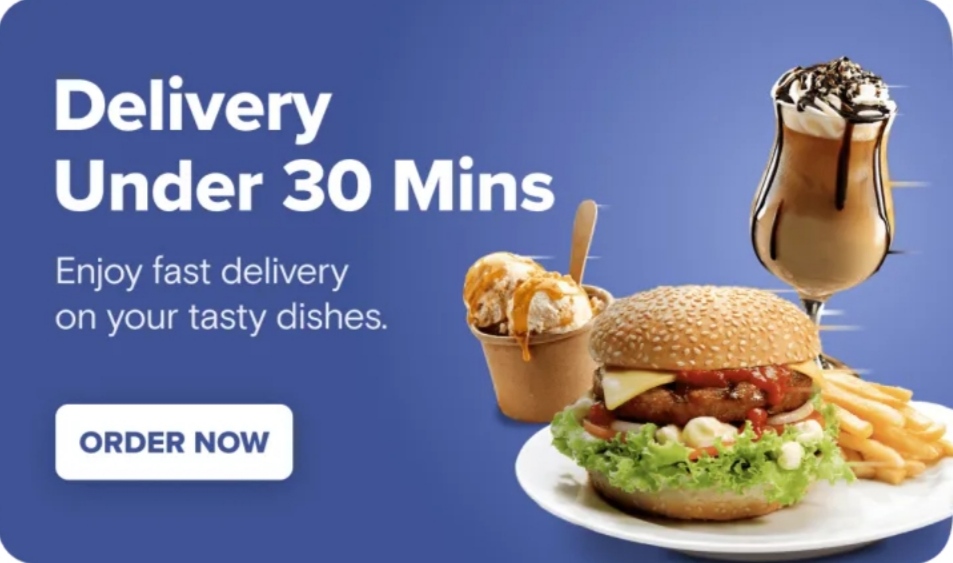 Delivery
Under 30 Mins
Enjoy fast delivery
on your tasty dishes.
ORDER NOW